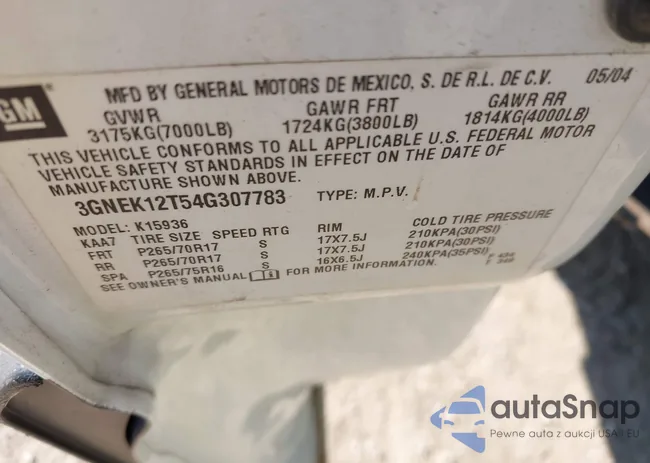 GM
MFD BY GENERAL MOTORS DE MEXICO, S. DE R.L. DE C.V. 05/04
GVWR GAWR FRT GAWR RR
3175KG(7000LB) 1724KG(3800LB) 1814KG(4000LB)
THIS VEHICLE CONFORMS TO ALL APPLICABLE U.S. FEDERAL MOTOR
VEHICLE SAFETY STANDARDS IN EFFECT ON THE DATE OF
MANUFACTURE SHOWN ABOVE.
3GNEK12T54G307783 TYPE: M.P.V.
MODEL: K15936
KAA7 TIRE SIZE SPEED RTG RIM COLD TIRE PRESSURE
FRT P265/70R17 S 17X7.5J 210KPA(30PSI)
RR P265/70R17 S 17X7.5J 210KPA(30PSI)
SPA P265/75R16 S 16X6.5J 240KPA(35PSI)
SEE OWNER'S MANUAL FOR MORE INFORMATION.
autaSnap
Pewne auta z aukcji USA i EU